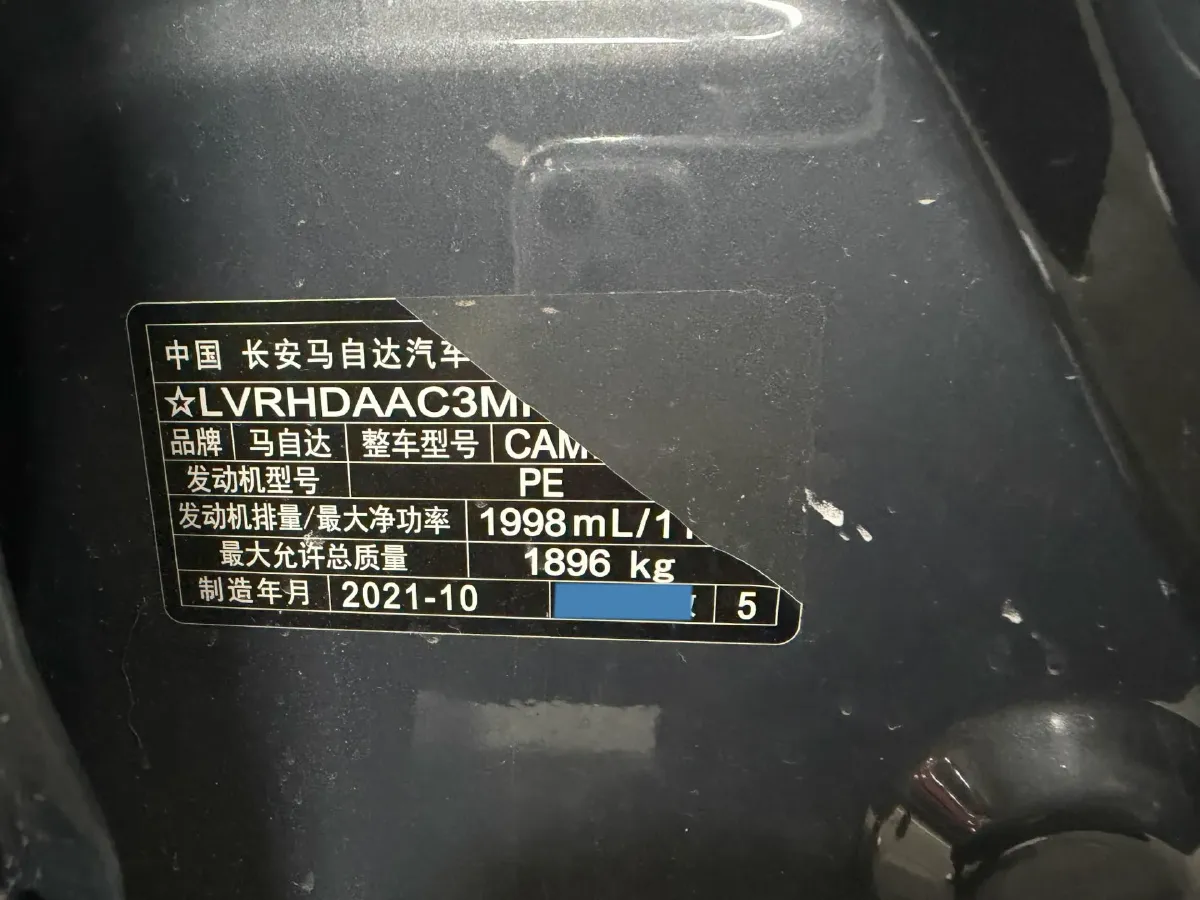 中国 长安马自达汽车
☆LVRHDAAC3M
品牌 马自达 整车型号 CAM
发动机型号 PE
发动机排量/最大净功率 1998mL/1
最大允许总质量 1896 kg
制造年月 2021-10 5